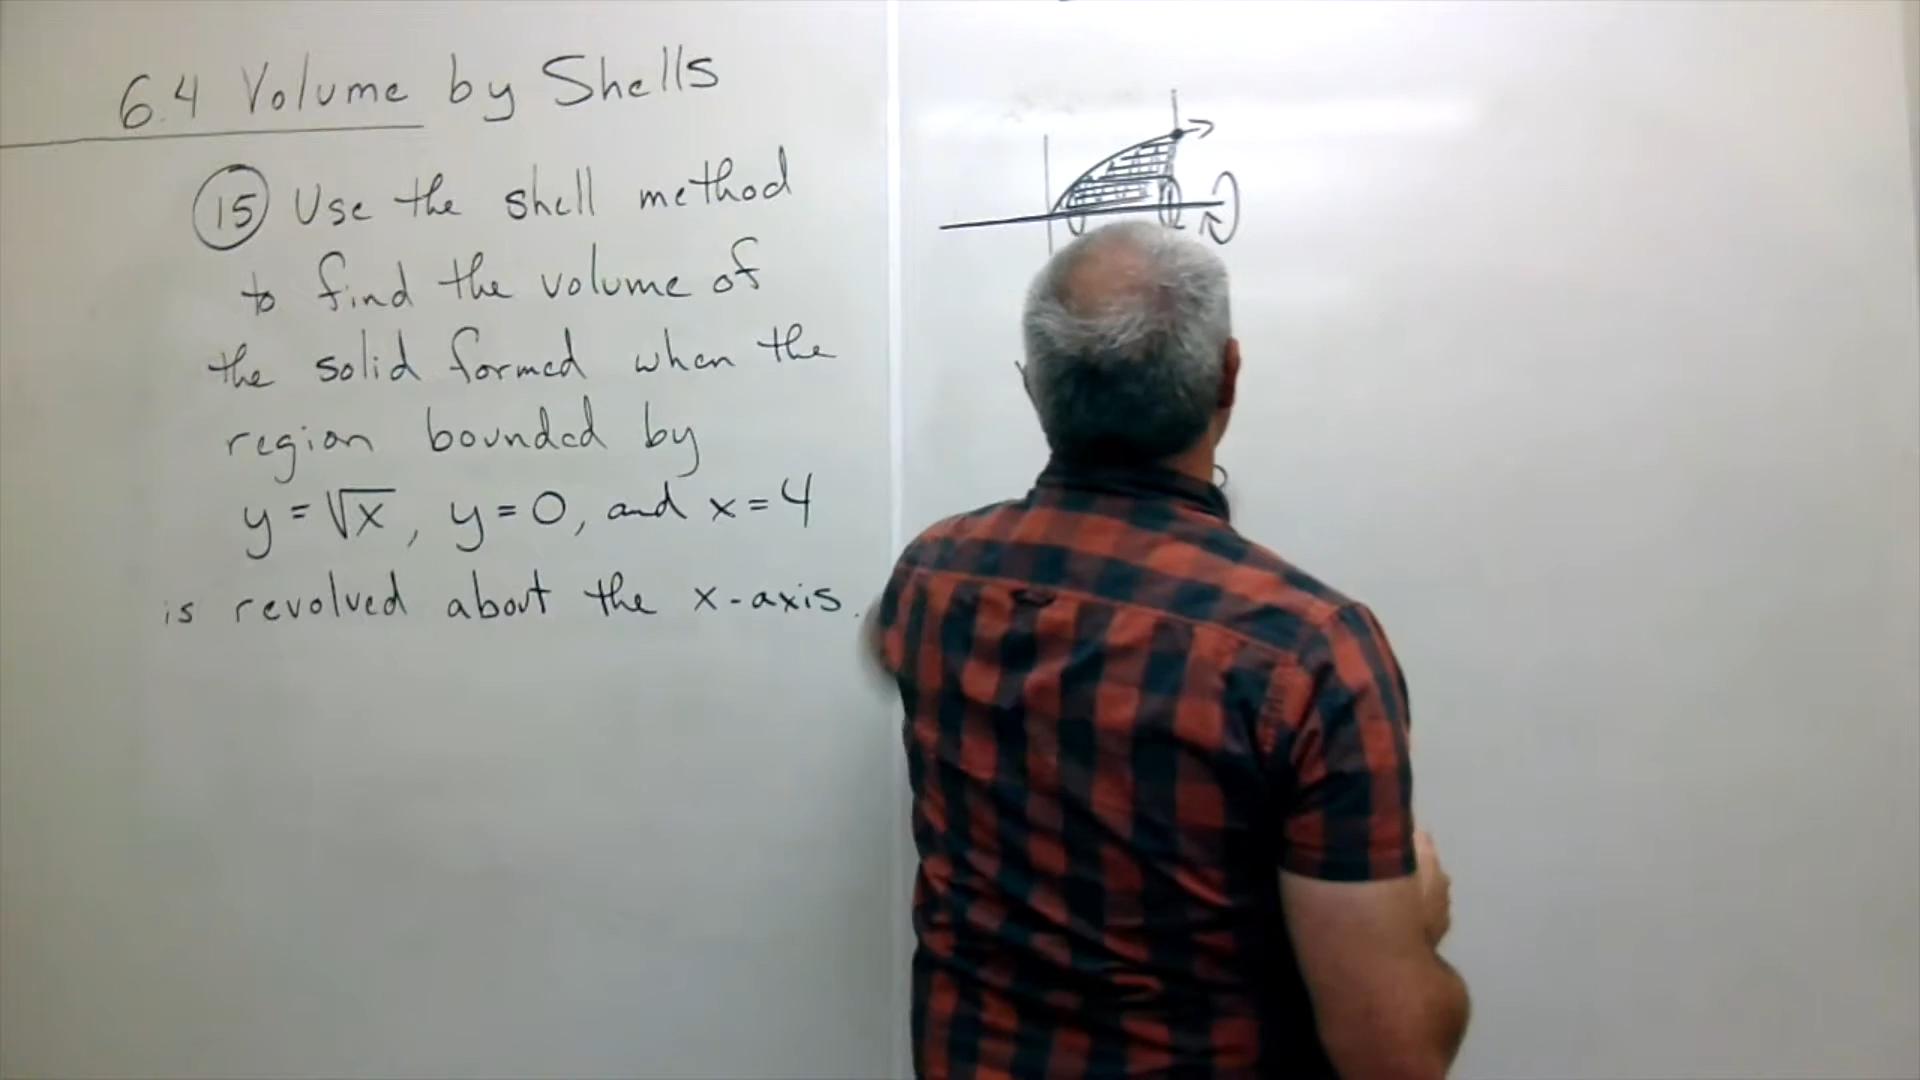 6.4 Volume by Shells
15 Use the shell method
to find the volume of
the solid formed when the
region bounded by
y = √x, y = 0, and x = 4
is revolved about the x-axis.